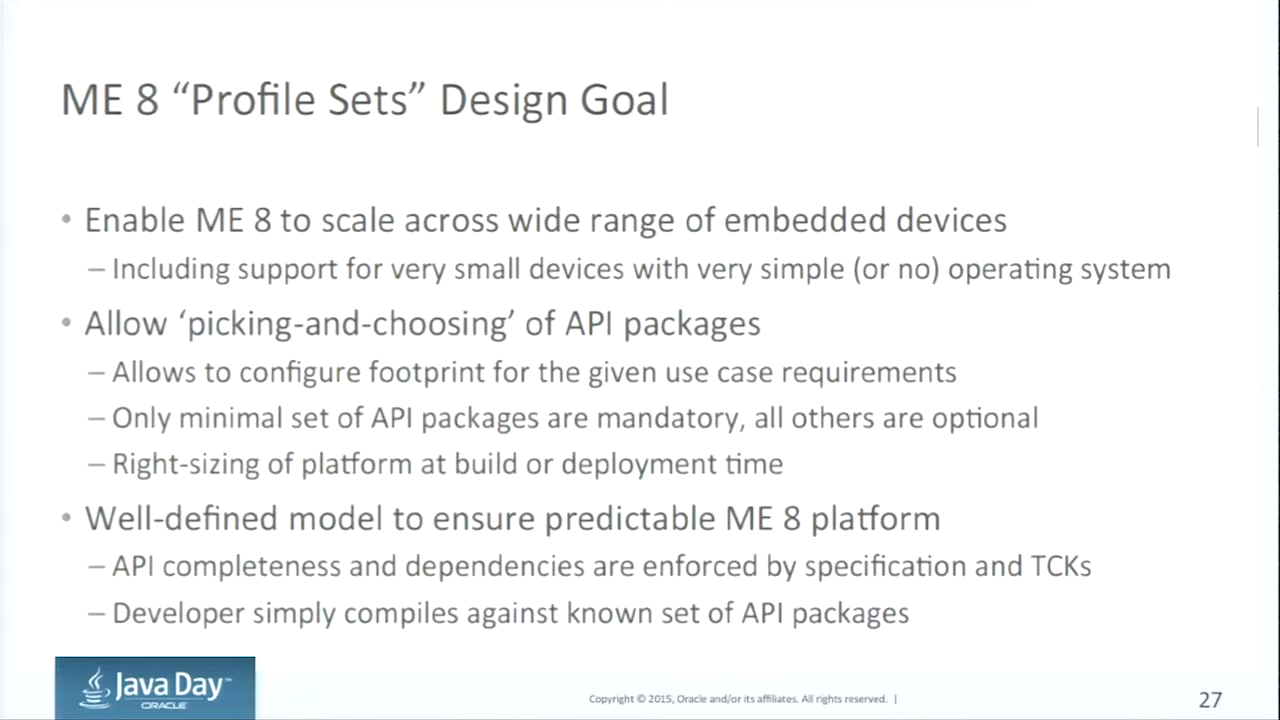 ME 8 “Profile Sets” Design Goal
• Enable ME 8 to scale across wide range of embedded devices
– Including support for very small devices with very simple (or no) operating system
• Allow ‘picking-and-choosing’ of API packages
– Allows to configure footprint for the given use case requirements
– Only minimal set of API packages are mandatory, all others are optional
– Right-sizing of platform at build or deployment time
• Well-defined model to ensure predictable ME 8 platform
– API completeness and dependencies are enforced by specification and TCKs
– Developer simply compiles against known set of API packages
Java Day™
ORACLE
Copyright © 2015, Oracle and/or its affiliates. All rights reserved. |
27